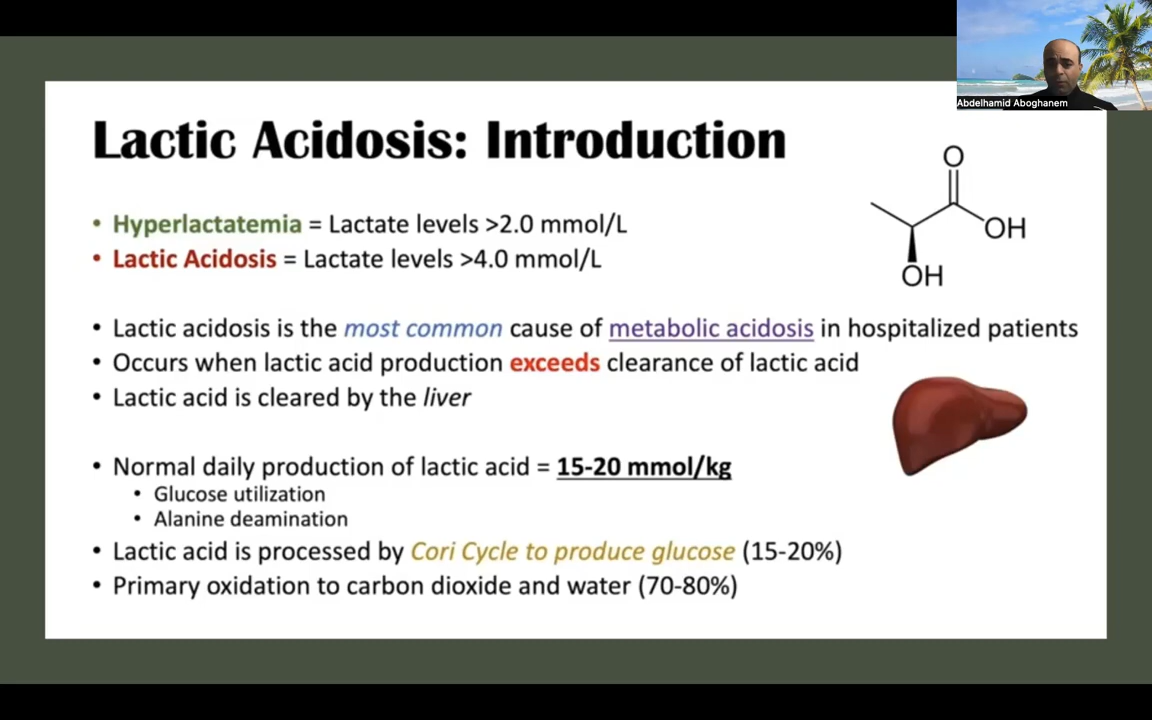 Abdelhamid Aboghanem
Lactic Acidosis: Introduction
• Hyperlactatemia = Lactate levels >2.0 mmol/L
• Lactic Acidosis = Lactate levels >4.0 mmol/L
O
OH
OH
• Lactic acidosis is the most common cause of metabolic acidosis in hospitalized patients
• Occurs when lactic acid production exceeds clearance of lactic acid
• Lactic acid is cleared by the liver
• Normal daily production of lactic acid = 15-20 mmol/kg
• Glucose utilization
• Alanine deamination
• Lactic acid is processed by Cori Cycle to produce glucose (15-20%)
• Primary oxidation to carbon dioxide and water (70-80%)